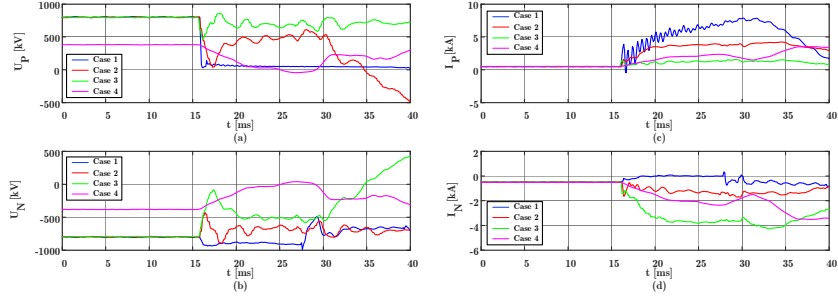 1000
500
0
-500
U_P [kV]
Case 1
Case 2
Case 3
Case 4
0 5 10 15 20 25 30 35 40
t [ms]
(a)
10
5
0
-5
I_P [kA]
Case 1
Case 2
Case 3
Case 4
0 5 10 15 20 25 30 35 40
t [ms]
(c)
500
0
-500
-1000
U_N [kV]
Case 1
Case 2
Case 3
Case 4
0 5 10 15 20 25 30 35 40
t [ms]
(b)
2
0
-2
-4
-6
I_N [kA]
Case 1
Case 2
Case 3
Case 4
0 5 10 15 20 25 30 35 40
t [ms]
(d)